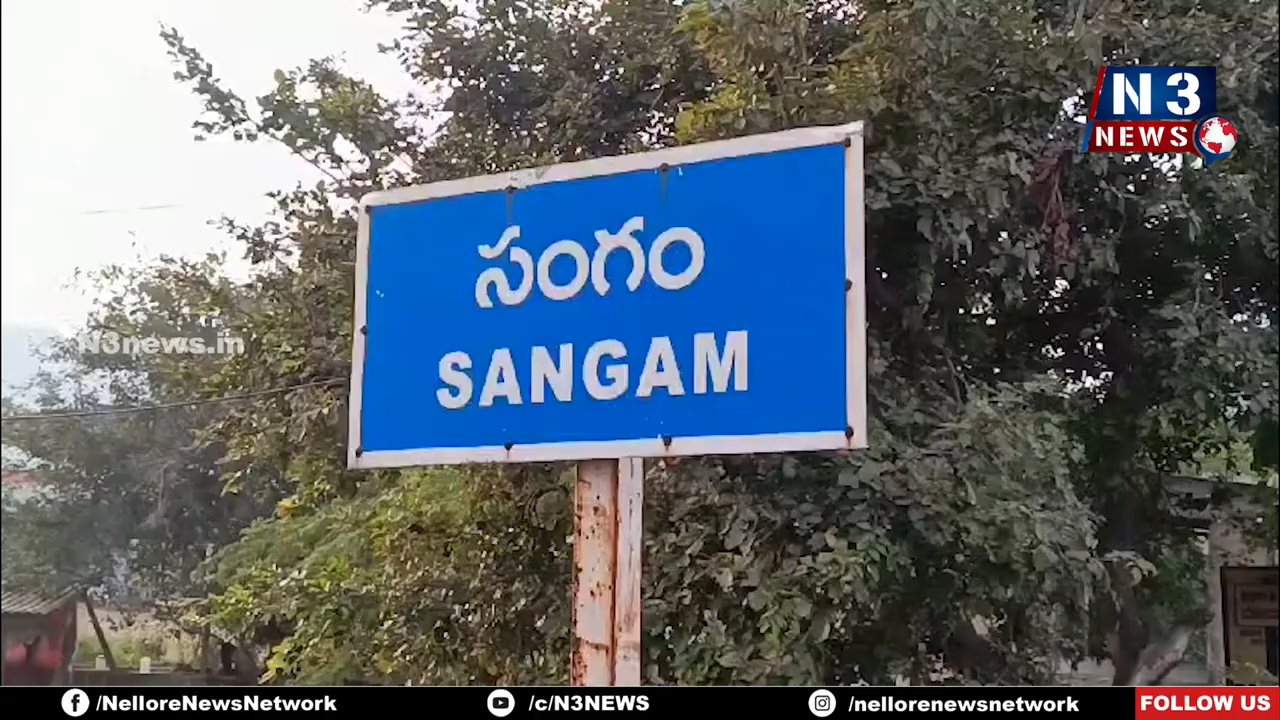 N3
NEWS
సంగం
SANGAM
N3news.in
/NelloreNewsNetwork
/c/N3NEWS
/nellorenewsnetwork
FOLLOW US